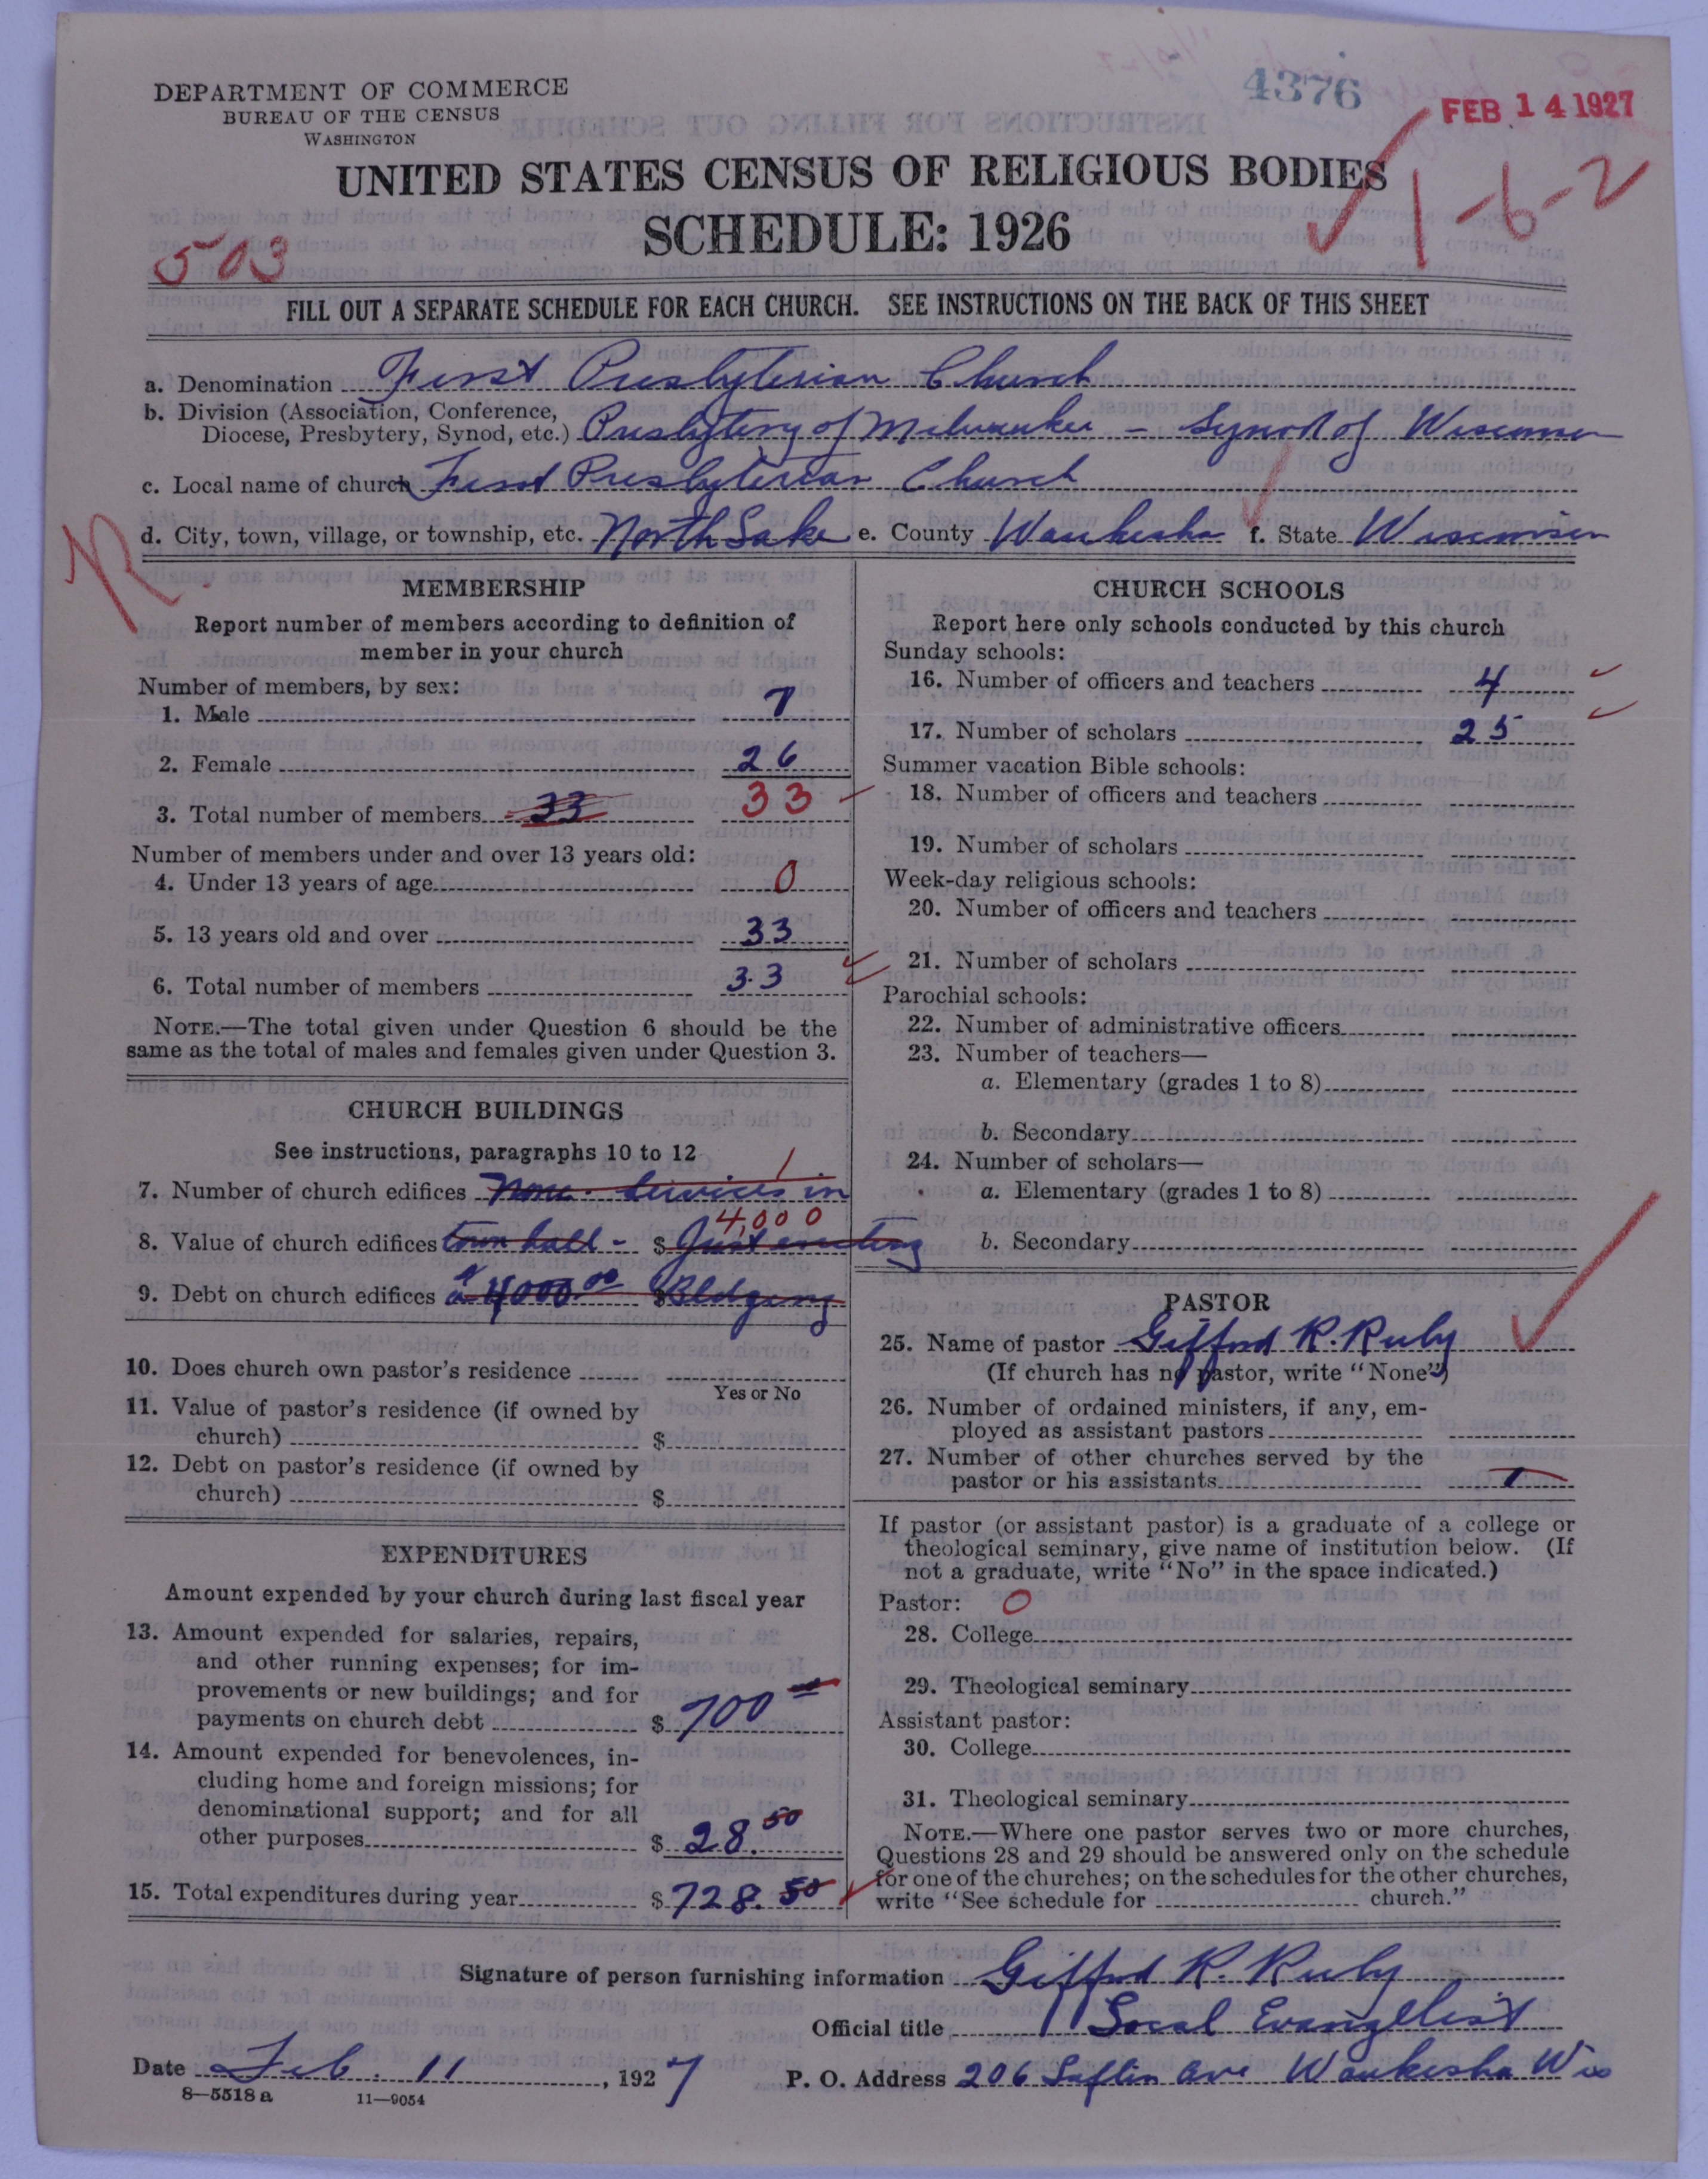 4376
FEB 14 1927
DEPARTMENT OF COMMERCE
BUREAU OF THE CENSUS
WASHINGTON
UNITED STATES CENSUS OF RELIGIOUS BODIES
SCHEDULE: 1926
1-6-2
503
FILL OUT A SEPARATE SCHEDULE FOR EACH CHURCH. SEE INSTRUCTIONS ON THE BACK OF THIS SHEET
a. Denomination First Presbyterian Church
b. Division (Association, Conference,
Diocese, Presbytery, Synod, etc.) Presbytery of Milwaukee - Synod of Wisconsin
c. Local name of church First Presbyterian Church
R
d. City, town, village, or township, etc. North Lake e. County Waukesha f. State Wisconsin
MEMBERSHIP
Report number of members according to definition of
member in your church
Number of members, by sex:
1. Male 7
2. Female 26
3. Total number of members 33 33
Number of members under and over 13 years old:
4. Under 13 years of age 0
5. 13 years old and over 33
6. Total number of members 33
NOTE.—The total given under Question 6 should be the
same as the total of males and females given under Question 3.
CHURCH BUILDINGS
See instructions, paragraphs 10 to 12
1
7. Number of church edifices None. Services in
4,000
8. Value of church edifices town hall - $ Just erecting
9. Debt on church edifices a 4000.00 $ Bldg
10. Does church own pastor's residence
Yes or No
11. Value of pastor's residence (if owned by
church) $
12. Debt on pastor's residence (if owned by
church) $
EXPENDITURES
Amount expended by your church during last fiscal year
13. Amount expended for salaries, repairs,
and other running expenses; for im-
provements or new buildings; and for
payments on church debt $ 700
14. Amount expended for benevolences, in-
cluding home and foreign missions; for
denominational support; and for all
other purposes $ 28.50
15. Total expenditures during year $ 728.50
CHURCH SCHOOLS
Report here only schools conducted by this church
Sunday schools:
16. Number of officers and teachers 4
17. Number of scholars 25
Summer vacation Bible schools:
18. Number of officers and teachers
19. Number of scholars
Week-day religious schools:
20. Number of officers and teachers
21. Number of scholars
Parochial schools:
22. Number of administrative officers
23. Number of teachers—
a. Elementary (grades 1 to 8)
b. Secondary
24. Number of scholars—
a. Elementary (grades 1 to 8)
b. Secondary
PASTOR
25. Name of pastor Gifford R. Ruby
(If church has no pastor, write "None")
26. Number of ordained ministers, if any, em-
ployed as assistant pastors
27. Number of other churches served by the
pastor or his assistants 1
If pastor (or assistant pastor) is a graduate of a college or
theological seminary, give name of institution below. (If
not a graduate, write "No" in the space indicated.)
Pastor: 0
28. College
29. Theological seminary
Assistant pastor:
30. College
31. Theological seminary
NOTE.—Where one pastor serves two or more churches,
Questions 28 and 29 should be answered only on the schedule
for one of the churches; on the schedules for the other churches,
write "See schedule for church."
Signature of person furnishing information Gifford R. Ruby
Official title Local Evangelist
Date Feb. 11, 1927 P. O. Address 206 Laflin Ave Waukesha Wis
8—5518a 11—9054